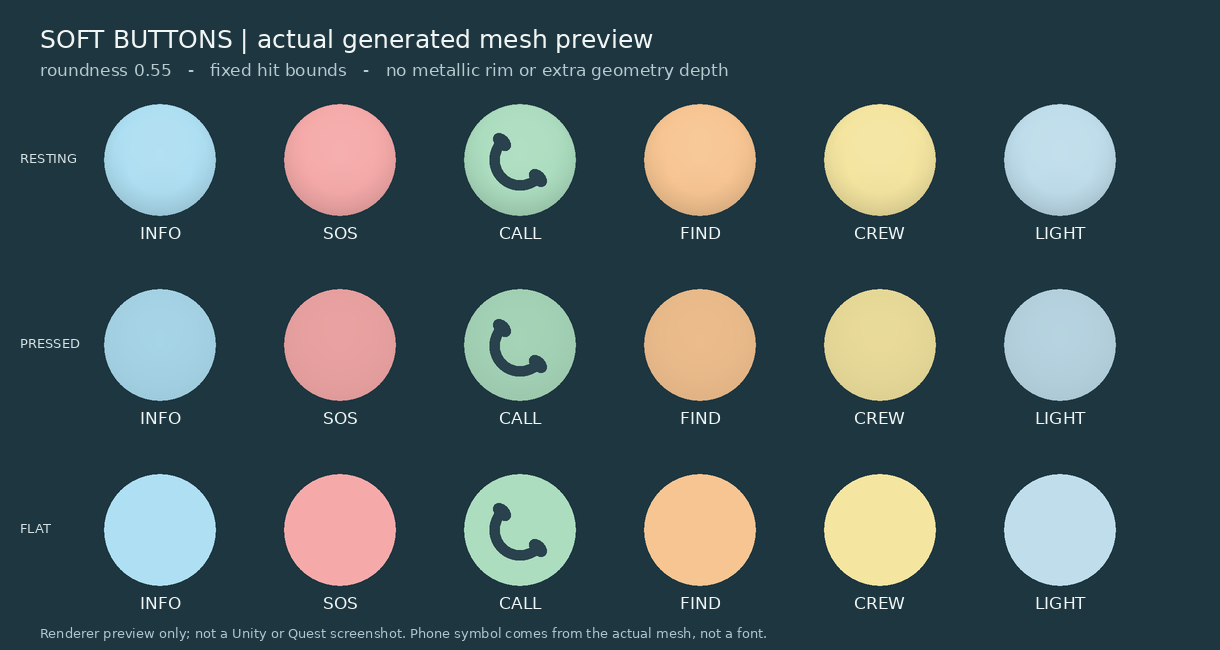 SOFT BUTTONS | actual generated mesh preview
roundness 0.55 - fixed hit bounds - no metallic rim or extra geometry depth
RESTING
INFO SOS CALL FIND CREW LIGHT
PRESSED
INFO SOS CALL FIND CREW LIGHT
FLAT
INFO SOS CALL FIND CREW LIGHT
Renderer preview only; not a Unity or Quest screenshot. Phone symbol comes from the actual mesh, not a font.